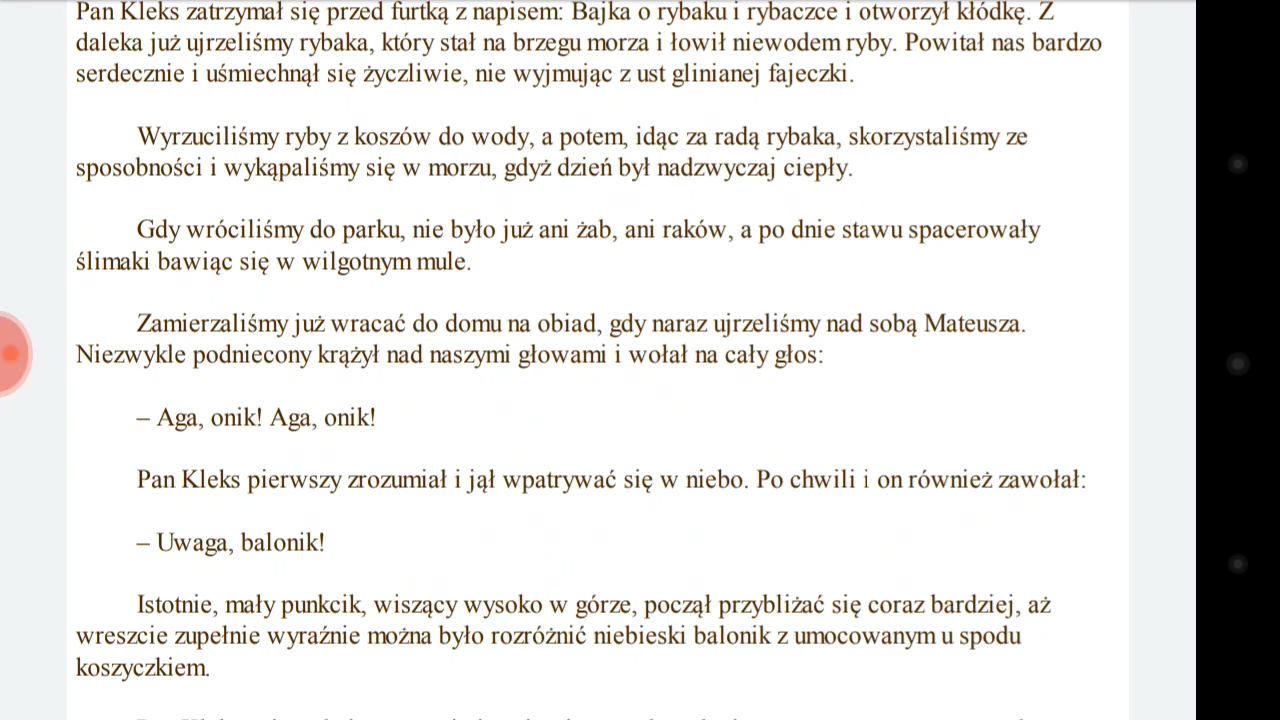 Pan Kleks zatrzymał się przed furtką z napisem: Bajka o rybaku i rybaczce i otworzył kłódkę. Z
daleka już ujrzeliśmy rybaka, który stał na brzegu morza i łowił niewodem ryby. Powitał nas bardzo
serdecznie i uśmiechnął się życzliwie, nie wyjmując z ust glinianej fajeczki.
Wyrzuciliśmy ryby z koszów do wody, a potem, idąc za radą rybaka, skorzystaliśmy ze
sposobności i wykąpaliśmy się w morzu, gdyż dzień był nadzwyczaj ciepły.
Gdy wróciliśmy do parku, nie było już ani żab, ani raków, a po dnie stawu spacerowały
ślimaki bawiąc się w wilgotnym mule.
Zamierzaliśmy już wracać do domu na obiad, gdy naraz ujrzeliśmy nad sobą Mateusza.
Niezwykle podniecony krążył nad naszymi głowami i wołał na cały głos:
– Aga, onik! Aga, onik!
Pan Kleks pierwszy zrozumiał i jął wpatrywać się w niebo. Po chwili i on również zawołał:
– Uwaga, balonik!
Istotnie, mały punkcik, wiszący wysoko w górze, począł przybliżać się coraz bardziej, aż
wreszcie zupełnie wyraźnie można było rozróżnić niebieski balonik z umocowanym u spodu
koszyczkiem.